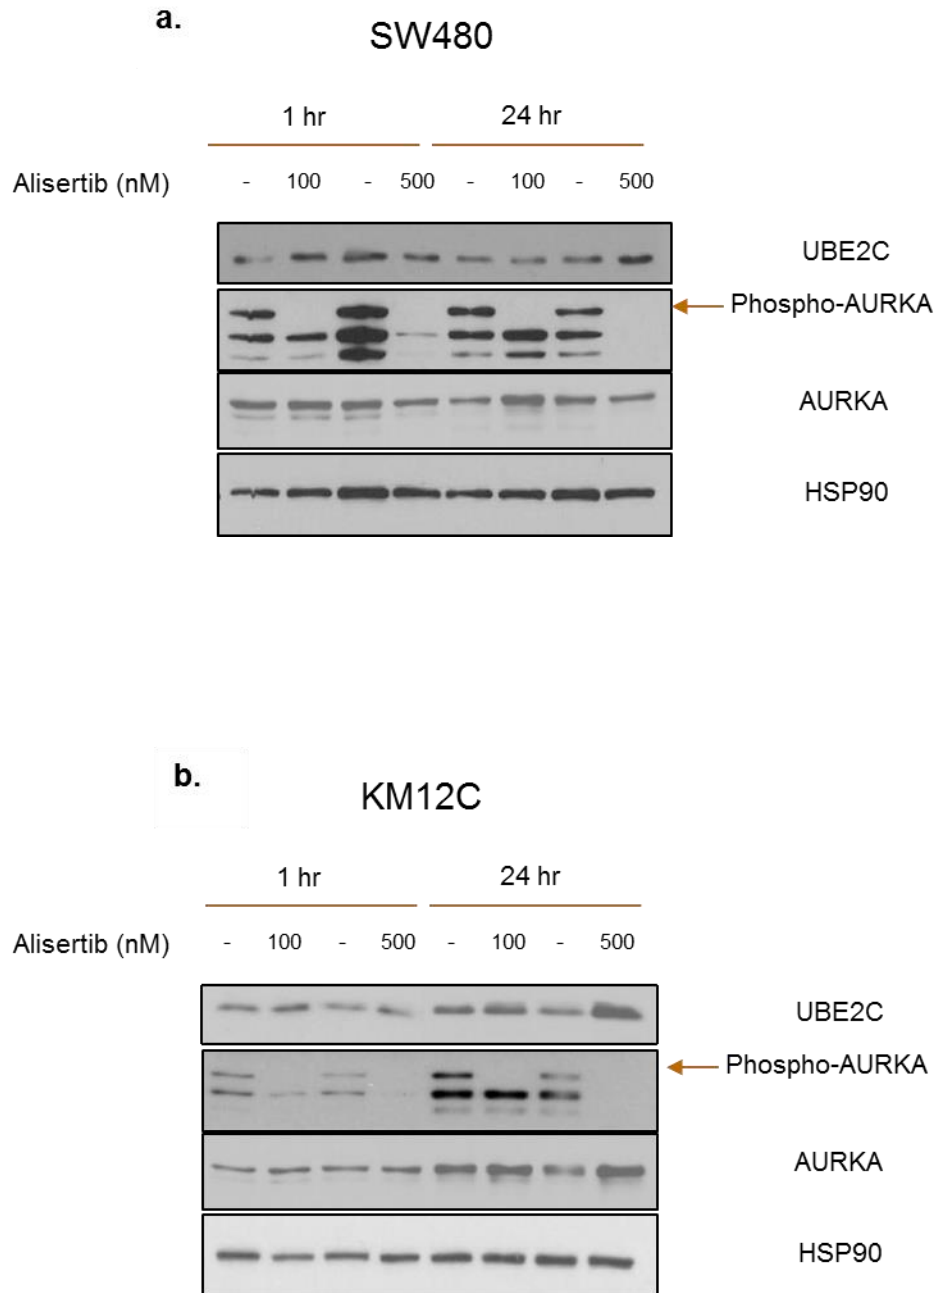 a.
SW480
1 hr 24 hr
Alisertib (nM) - 100 - 500 - 100 - 500
UBE2C
Phospho-AURKA
AURKA
HSP90
b.
KM12C
1 hr 24 hr
Alisertib (nM) - 100 - 500 - 100 - 500
UBE2C
Phospho-AURKA
AURKA
HSP90